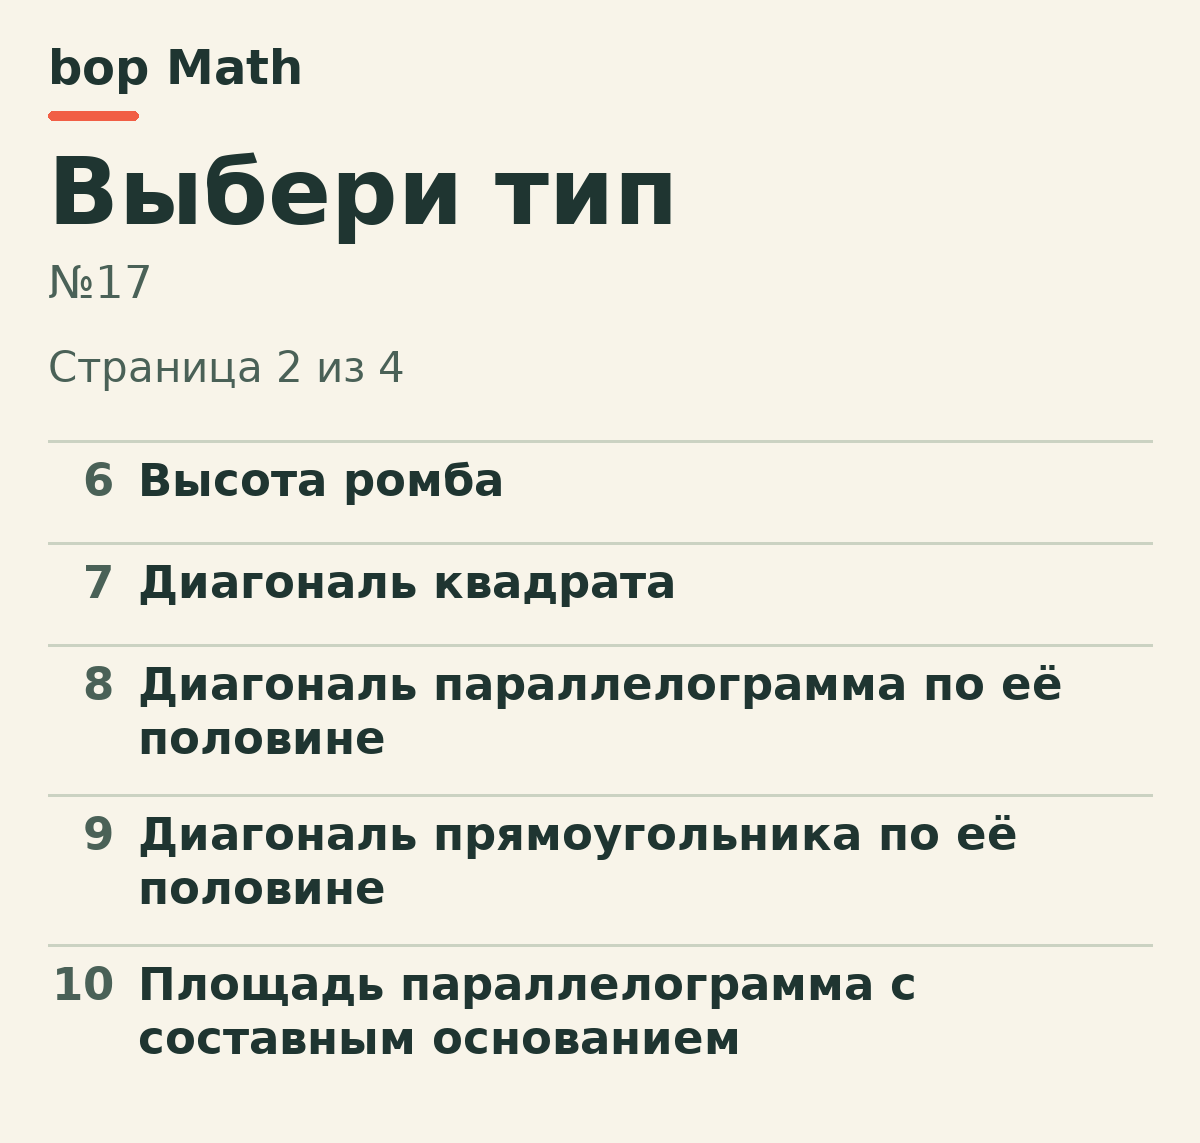 bop Math
Выбери тип
№17
Страница 2 из 4
6 Высота ромба
7 Диагональ квадрата
8 Диагональ параллелограмма по её
половине
9 Диагональ прямоугольника по её
половине
10 Площадь параллелограмма с
составным основанием